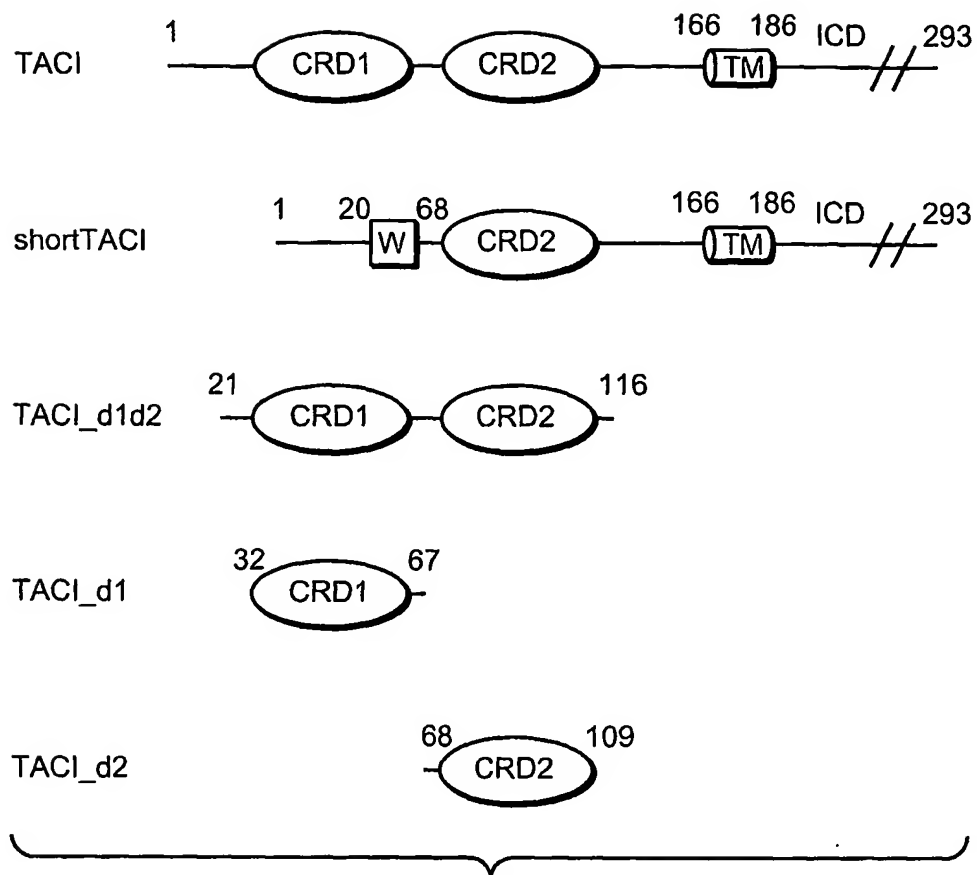 1 166 186 ICD 293
TACI CRD1 CRD2 TM
1 20 68 166 186 ICD 293
shortTACI W CRD2 TM
21 116
TACI_d1d2 CRD1 CRD2
32 67
TACI_d1 CRD1
68 109
TACI_d2 CRD2